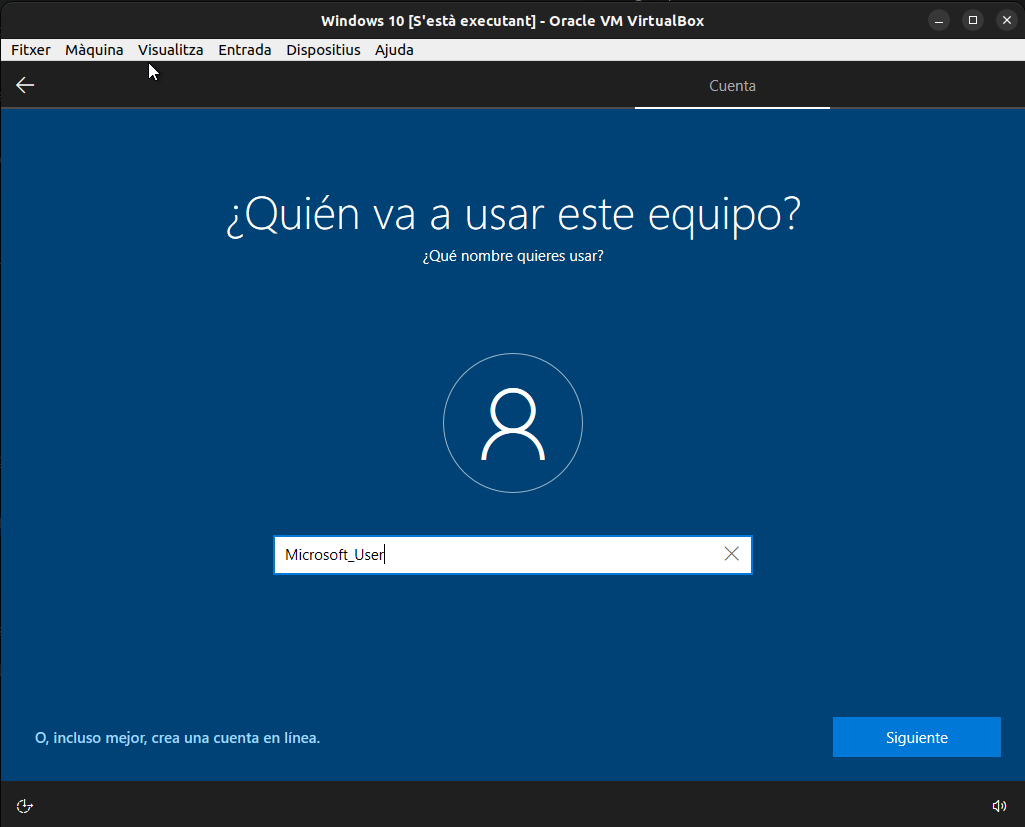 Windows 10 [S'està executant] - Oracle VM VirtualBox
Fitxer Màquina Visualitza Entrada Dispositius Ajuda
Cuenta
¿Quién va a usar este equipo?
¿Qué nombre quieres usar?
Microsoft_User
O, incluso mejor, crea una cuenta en línea.
Siguiente